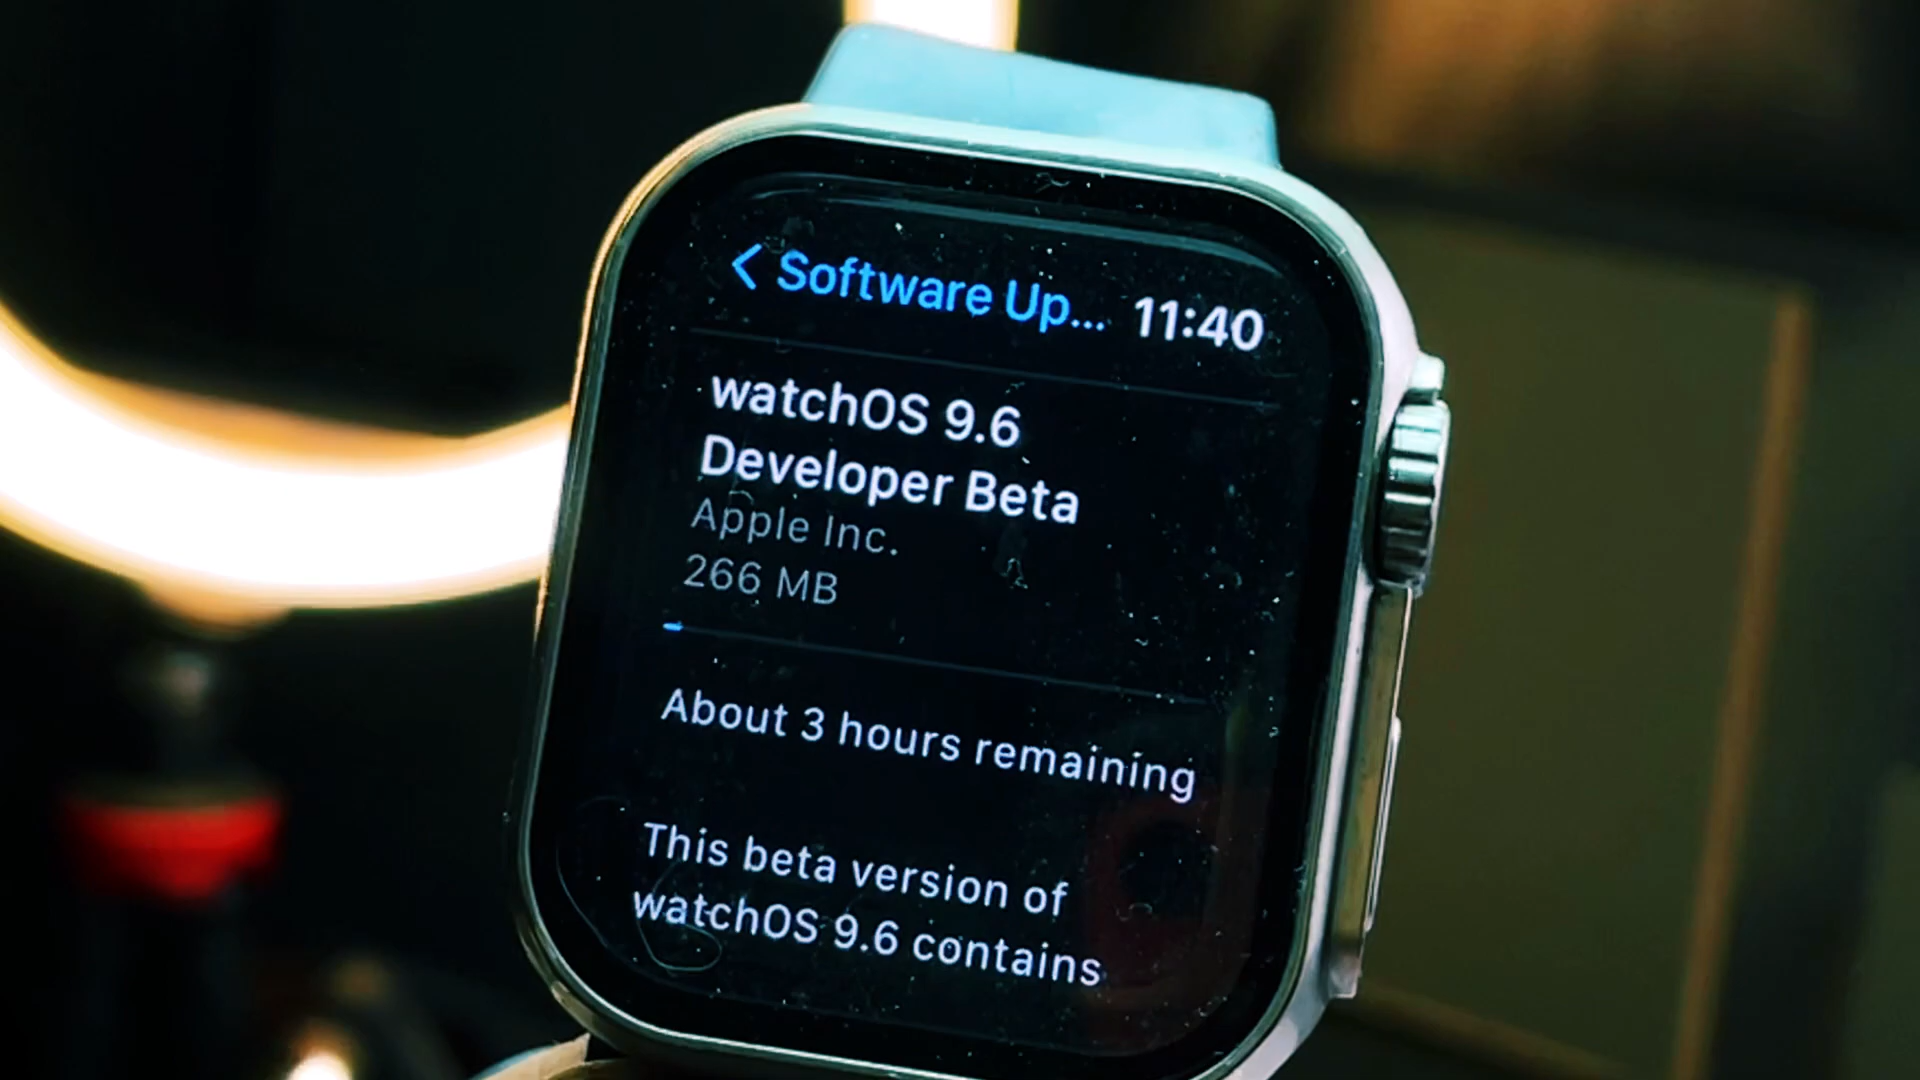 < Software Up... 11:40
watchOS 9.6
Developer Beta
Apple Inc.
266 MB
About 3 hours remaining
This beta version of
watchOS 9.6 contains